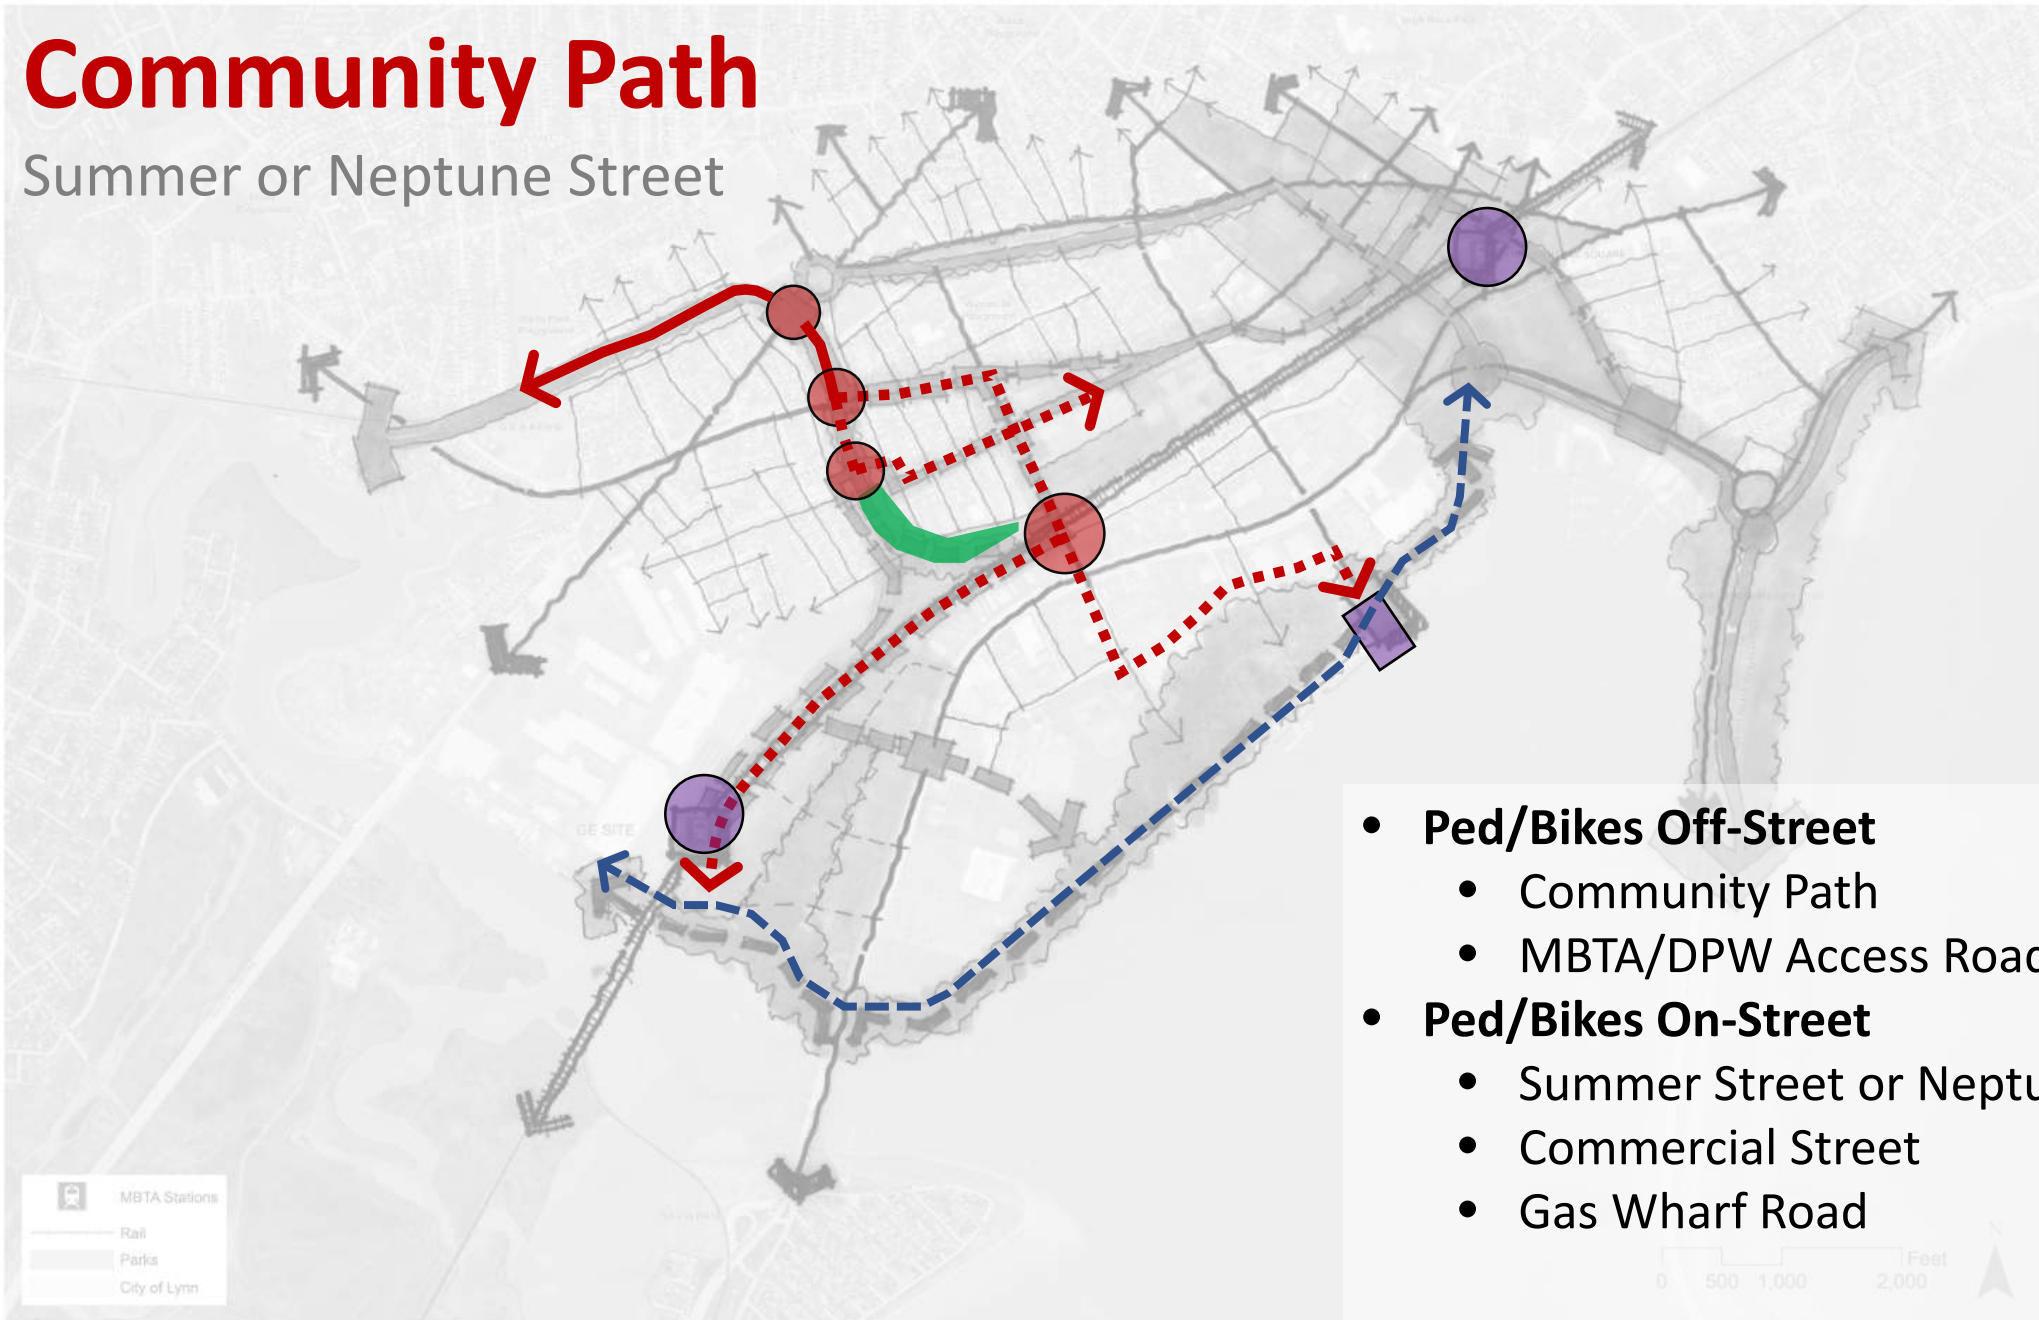 Community Path
Summer or Neptune Street
• Ped/Bikes Off-Street
• Community Path
• MBTA/DPW Access Road
• Ped/Bikes On-Street
• Summer Street or Neptu
• Commercial Street
• Gas Wharf Road
GE SITE
MBTA Stations
Rail
Parks
City of Lynn
N
Feet
0 500 1,000 2,000